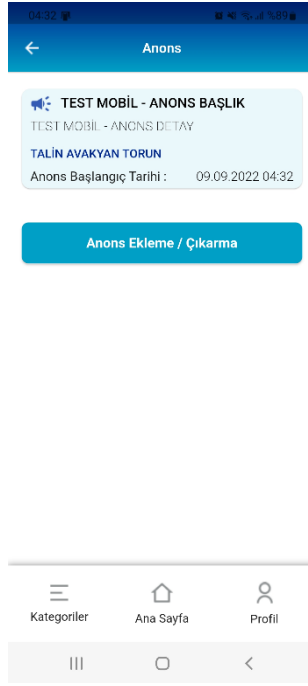 04:32 %89
Anons
TEST MOBİL - ANONS BAŞLIK
TEST MOBİL - ANONS DETAY
TALİN AVAKYAN TORUN
Anons Başlangıç Tarihi : 09.09.2022 04:32
Anons Ekleme / Çıkarma
Kategoriler Ana Sayfa Profil